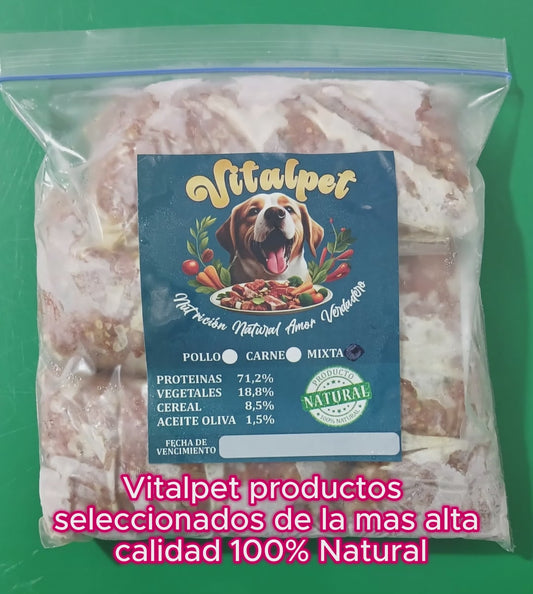 Vitalpet
Nutrición Natural Amor Verdadero
POLLO CARNE MIXTA
PROTEINAS 71,2%
VEGETALES 18,8%
CEREAL 8,5%
ACEITE OLIVA 1,5%
PRODUCTO
NATURAL
100% NATURAL
FECHA DE
VENCIMIENTO
Vitalpet productos
seleccionados de la mas alta
calidad 100% Natural